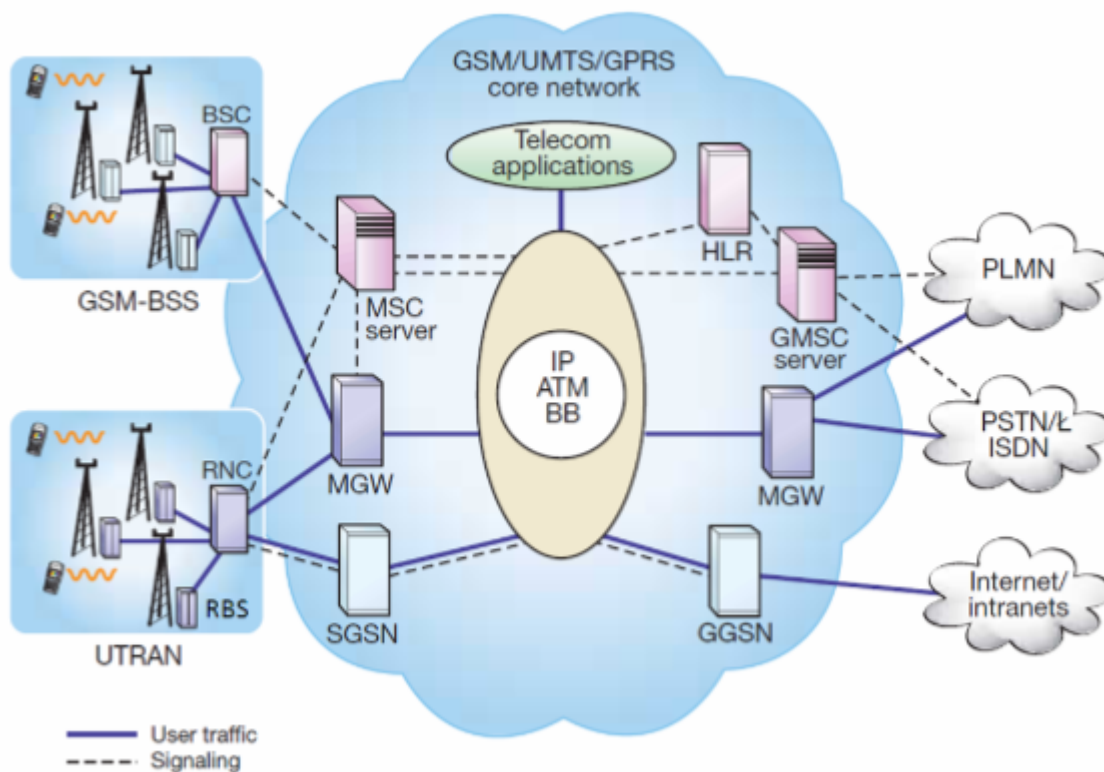 GSM/UMTS/GPRS
core network
BSC
Telecom
applications
GSM-BSS
MSC
server
HLR
GMSC
server
PLMN
IP
ATM
BB
RNC
MGW
MGW
PSTN/Ł
ISDN
RBS
SGSN
GGSN
Internet/
intranets
UTRAN
User traffic
Signaling